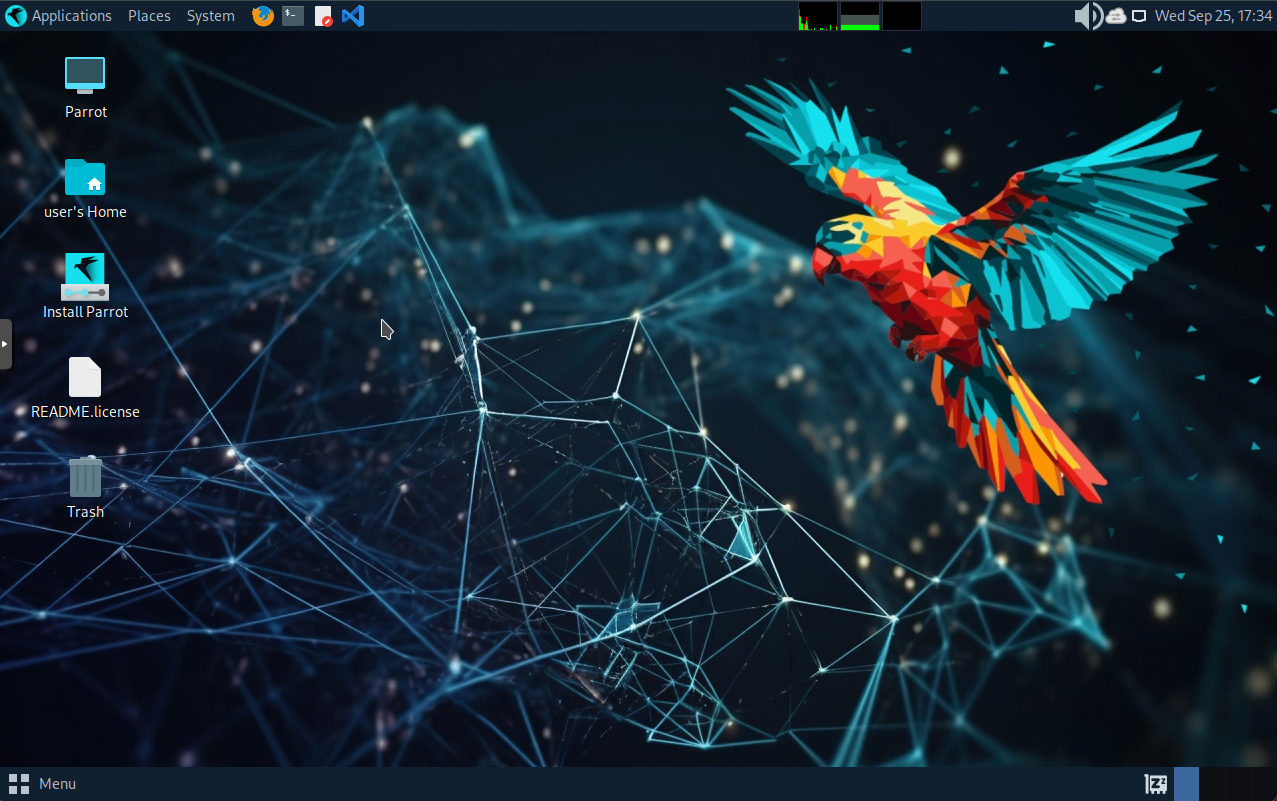 Applications Places System Wed Sep 25, 17:34
Parrot
user's Home
Install Parrot
README.license
Trash
Menu